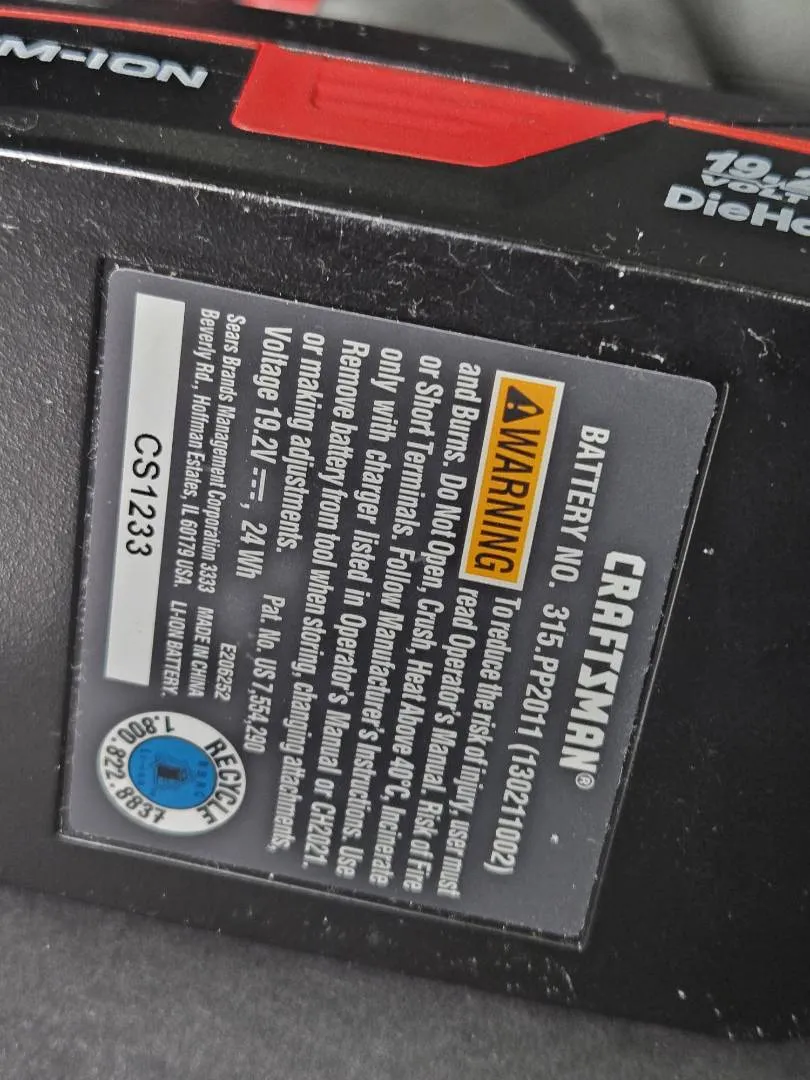 M-ION
19.2
VOLT
DieHa
CRAFTSMAN®
BATTERY NO. 315.PP2011 (130211002)
WARNING To reduce the risk of injury, user must
read Operator's Manual. Risk of Fire
and Burns. Do Not Open, Crush, Heat Above 40°C, Incinerate
or Short Terminals. Follow Manufacturer's Instructions. Use
only with charger listed in Operator's Manual or CH2021.
Remove battery from tool when storing, changing attachments,
or making adjustments.
Voltage 19.2V, 24 Wh Pat. No. US 7,554,290
E206252
Sears Brands Management Corporation 3333 MADE IN CHINA
Beverly Rd., Hoffman Estates, IL 60179 USA. LI-ION BATTERY.
CS1233
RECYCLE
RBRC
Li-ion
1.800.822.8837